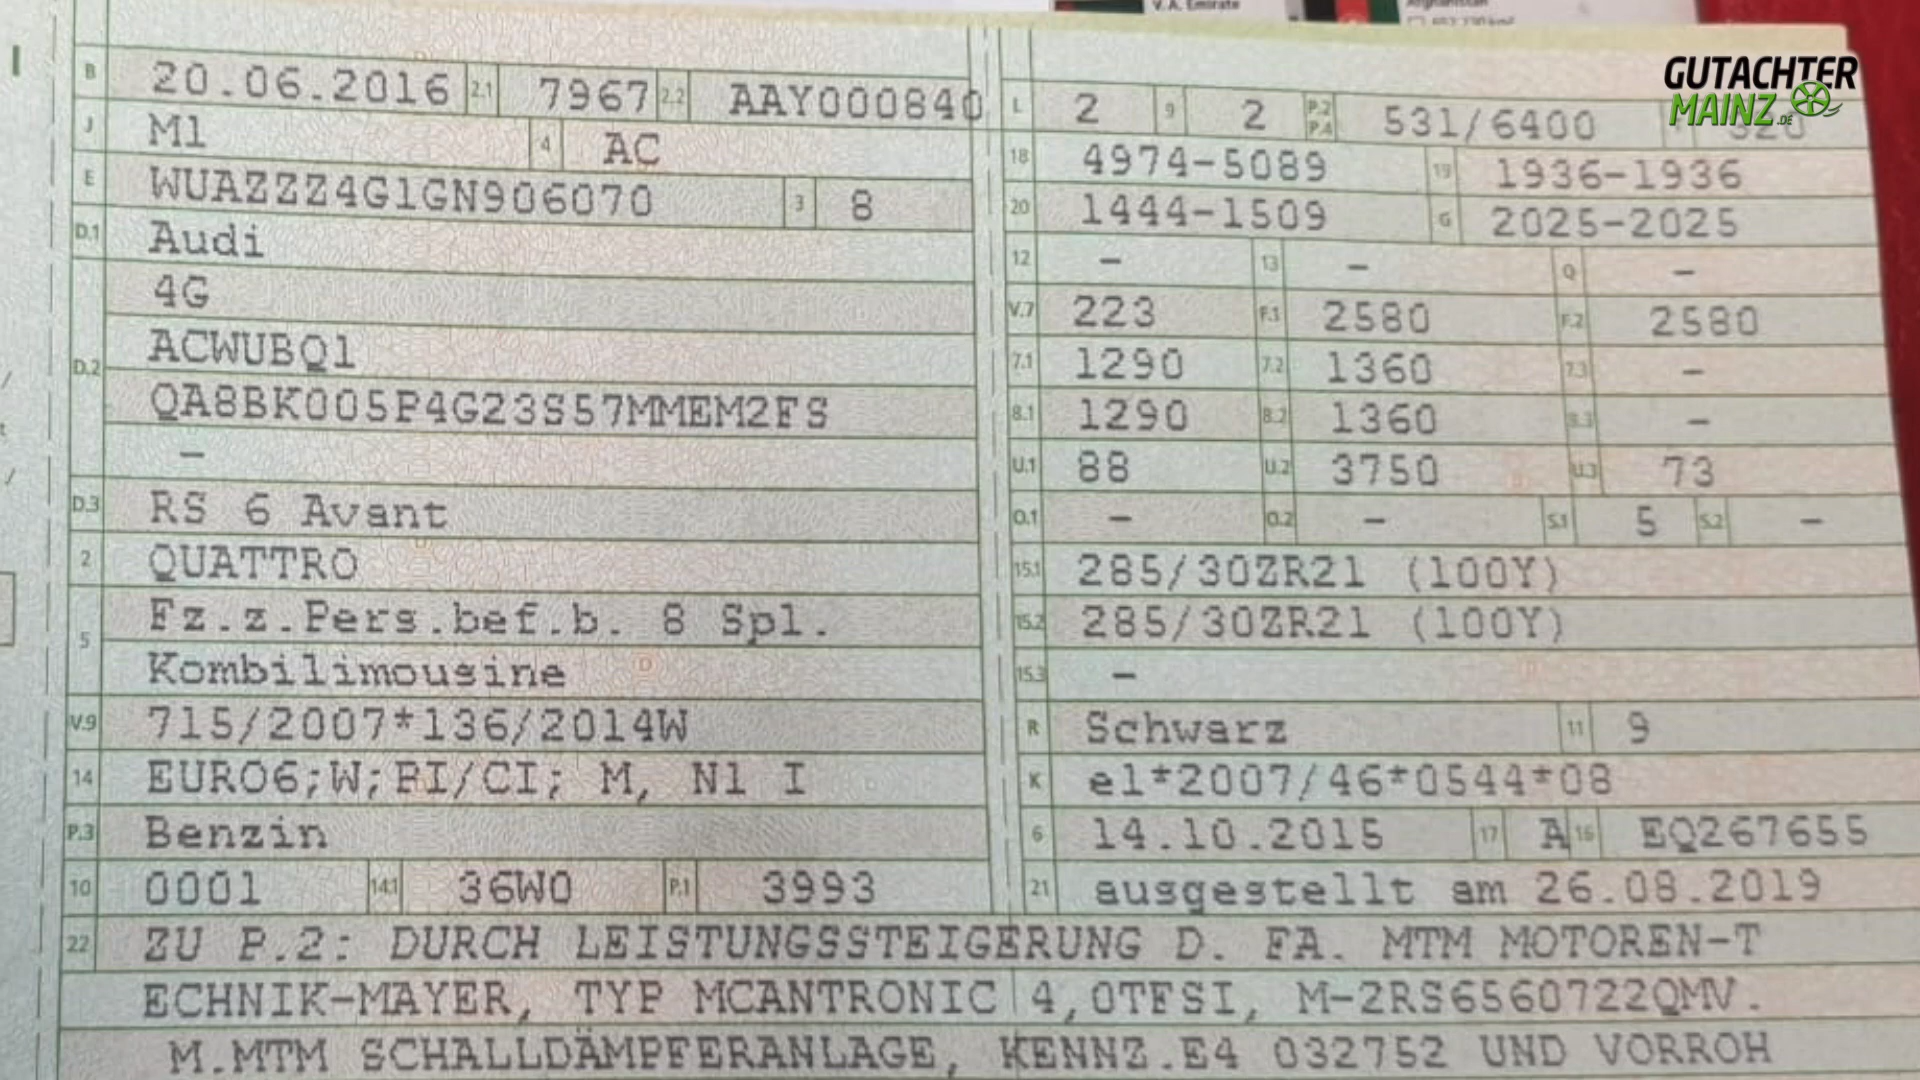 V. A. Emirate
Afghanistan
GUTACHTER
MAINZ.DE
B 20.06.2016 2.1 7967 2.2 AAY000840
J M1 4 AC
E WUAZZZ4G1GN906070 3 8
D.1 Audi
4G
D.2 ACWUBQ1
QA8BK005P4G23S57MMEM2FS
–
D.3 RS 6 Avant
2 QUATTRO
5 Fz.z.Pers.bef.b. 8 Spl.
Kombilimousine
V.9 715/2007*136/2014W
14 EURO6;W;PI/CI; M, N1 I
P.3 Benzin
10 0001 14.1 36W0 P.1 3993
L 2 9 2 P.2 P.4 531/6400 320
18 4974-5089 19 1936-1936
20 1444-1509 G 2025-2025
12 – 13 – Q –
V.7 223 F.1 2580 F.2 2580
7.1 1290 7.2 1360 7.3 –
8.1 1290 8.2 1360 8.3 –
U.1 88 U.2 3750 U.3 73
O.1 – O.2 – S.1 5 S.2 –
15.1 285/30ZR21 (100Y)
15.2 285/30ZR21 (100Y)
15.3 –
R Schwarz 11 9
K e1*2007/46*0544*08
6 14.10.2015 17 A 16 EQ267655
21 ausgestellt am 26.08.2019
22 ZU P.2: DURCH LEISTUNGSSTEIGERUNG D. FA. MTM MOTOREN-T
ECHNIK-MAYER, TYP MCANTRONIC 4,0TFSI, M-2RS6560722QMV.
M.MTM SCHALLDÄMPFERANLAGE, KENNZ.E4 032752 UND VORROH